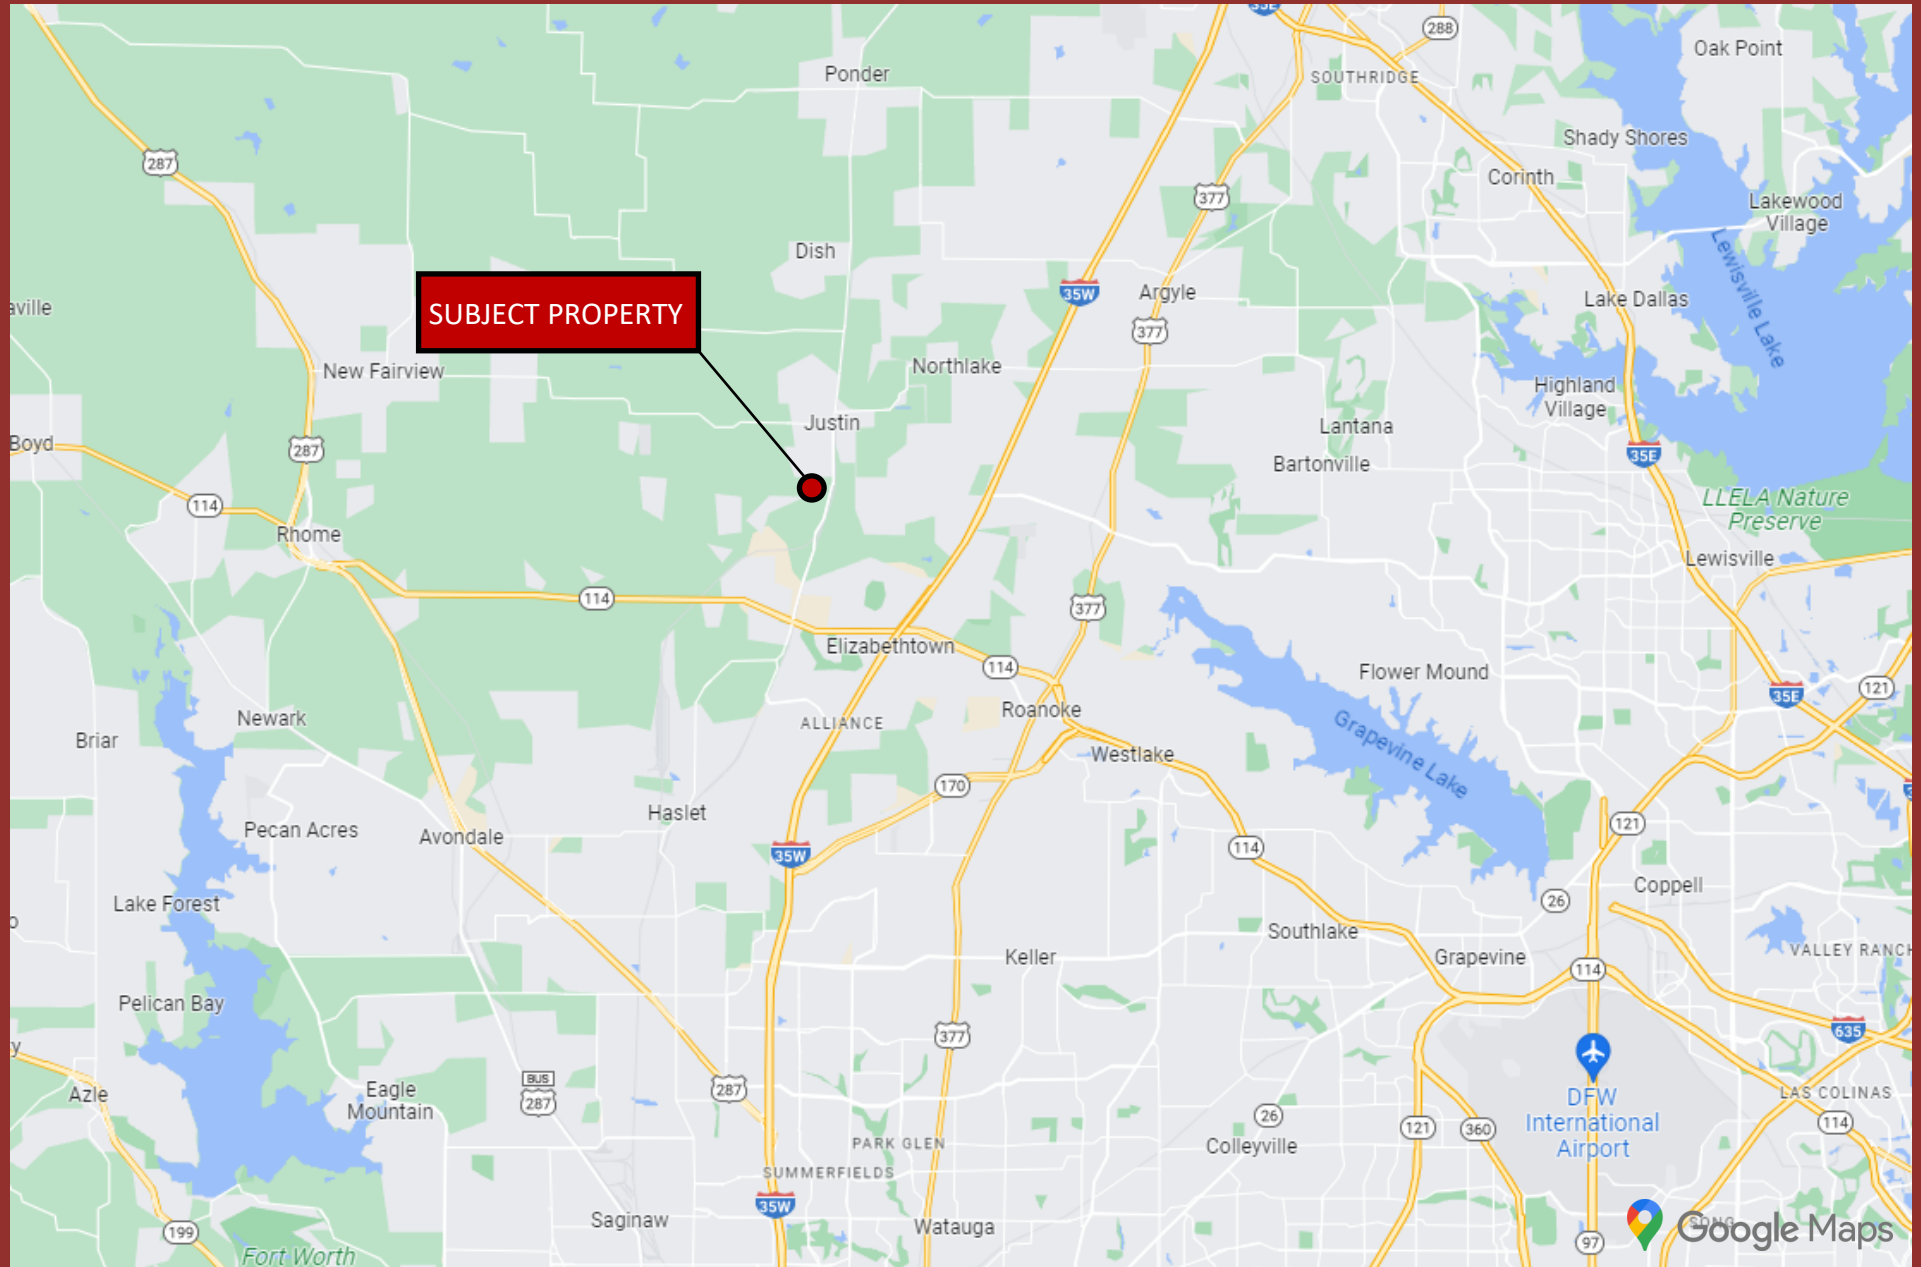 35E
288
Oak Point
Ponder
SOUTHRIDGE
Shady Shores
287
Corinth
377
Lakewood
Village
Dish
Lewisville Lake
35W
Argyle
Lake Dallas
aville
SUBJECT PROPERTY
377
New Fairview
Northlake
Highland
Village
Justin
Lantana
Boyd
287
35E
Bartonville
LLELA Nature
Preserve
114
Rhome
Lewisville
114
377
Elizabethtown
114
Flower Mound
35E
121
Newark
ALLIANCE
Roanoke
Briar
Westlake
Grapevine Lake
170
Haslet
Pecan Acres
Avondale
121
35W
114
Coppell
Lake Forest
26
Southlake
Keller
Grapevine
VALLEY RANCH
114
Pelican Bay
377
635
Azle
BUS
287
Eagle
Mountain
287
DFW
International
Airport
LAS COLINAS
26
121
360
114
PARK GLEN
Colleyville
SUMMERFIELDS
35W
Saginaw
Watauga
199
Fort Worth
97
Google Maps